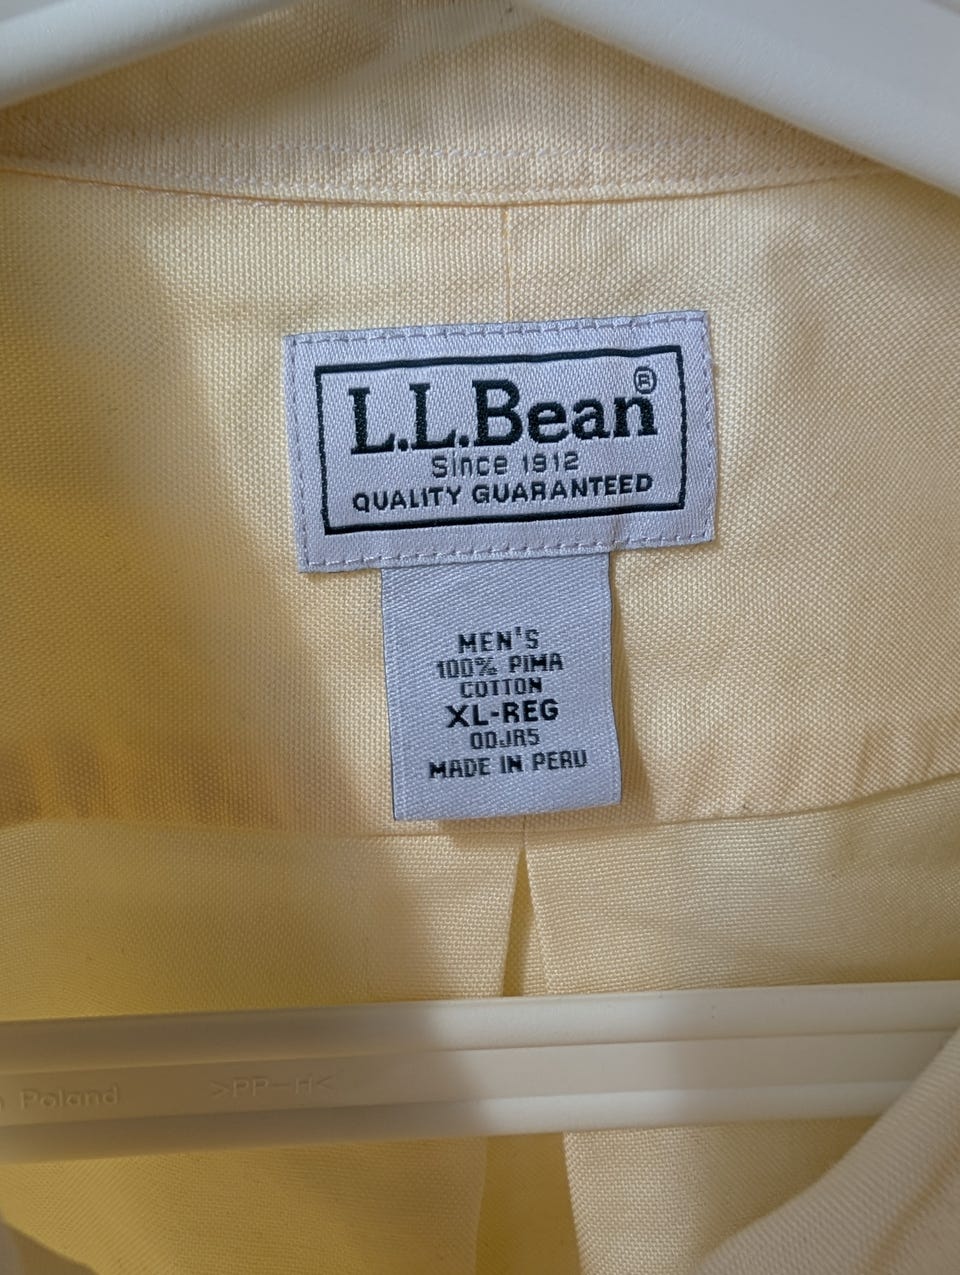 L.L.Bean®
Since 1912
QUALITY GUARANTEED
MEN'S
100% PIMA
COTTON
XL-REG
ODJR5
MADE IN PERU
Poland >PP-H<